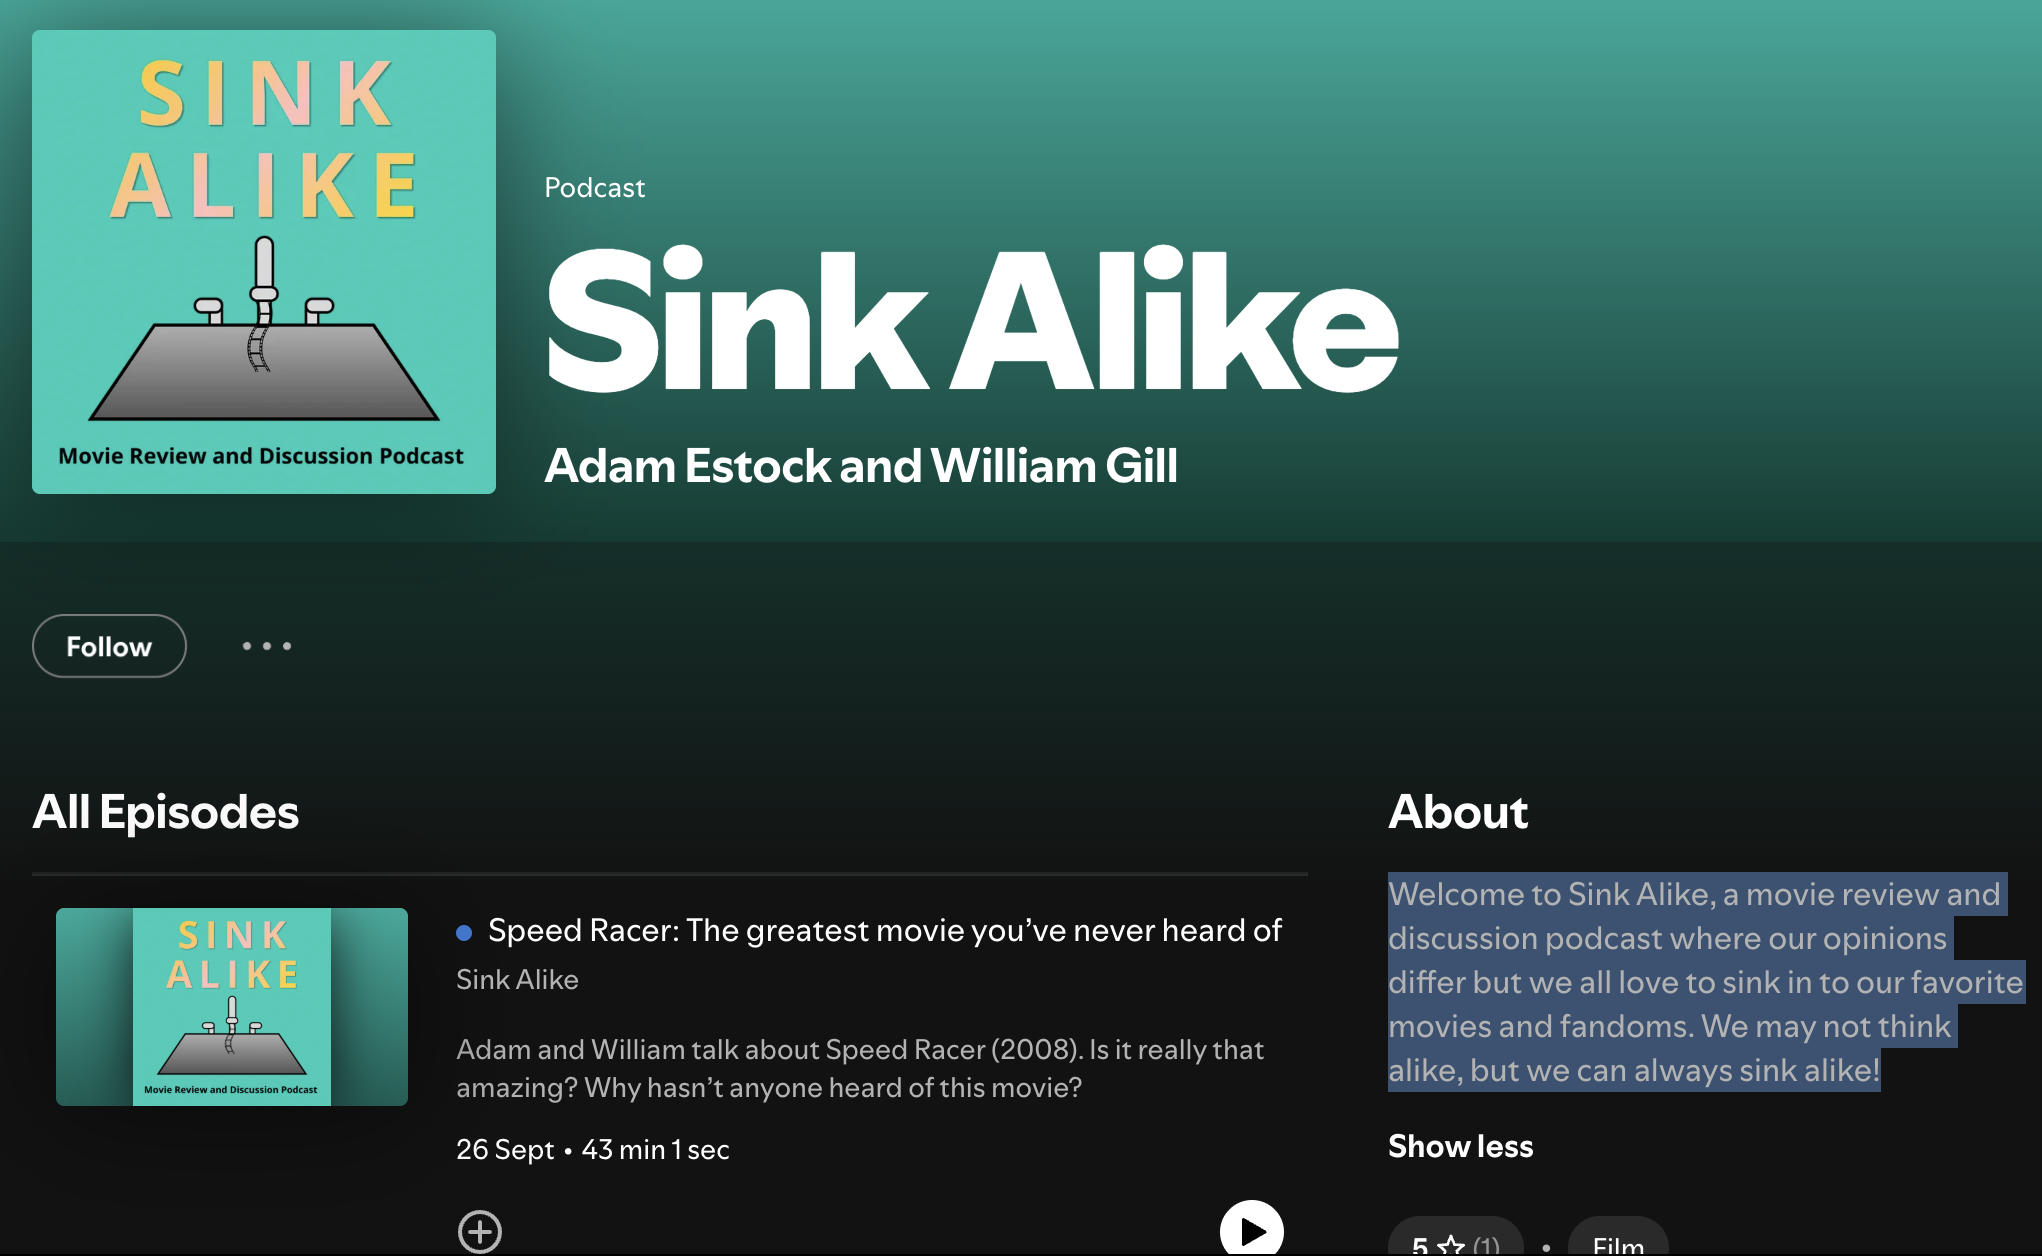 SINK
ALIKE
Movie Review and Discussion Podcast
Podcast
Sink Alike
Adam Estock and William Gill
Follow
All Episodes
SINK
ALIKE
Movie Review and Discussion Podcast
Speed Racer: The greatest movie you’ve never heard of
Sink Alike
Adam and William talk about Speed Racer (2008). Is it really that
amazing? Why hasn’t anyone heard of this movie?
26 Sept • 43 min 1 sec
About
Welcome to Sink Alike, a movie review and
discussion podcast where our opinions
differ but we all love to sink in to our favorite
movies and fandoms. We may not think
alike, but we can always sink alike!
Show less
5 (1) • Film